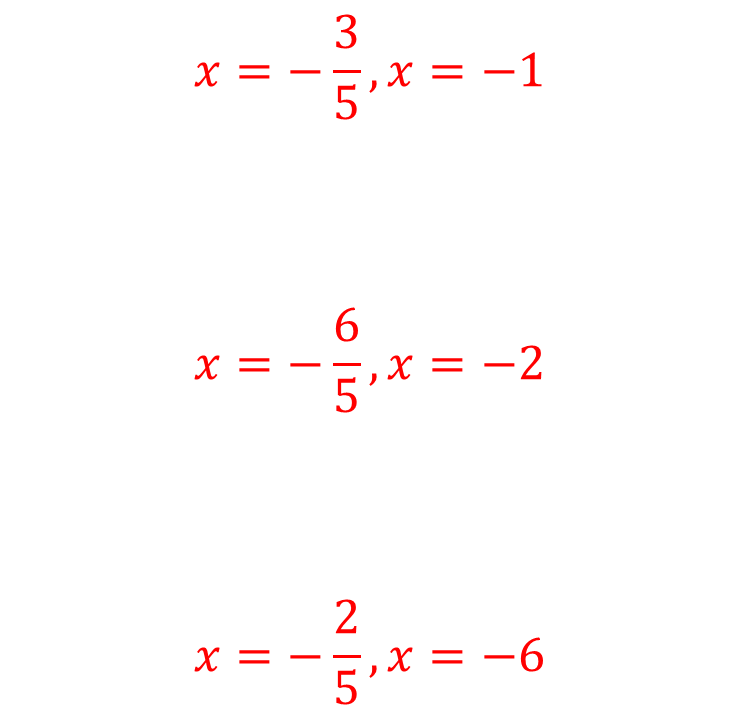 x = −3/5, x = −1
x = −6/5, x = −2
x = −2/5, x = −6